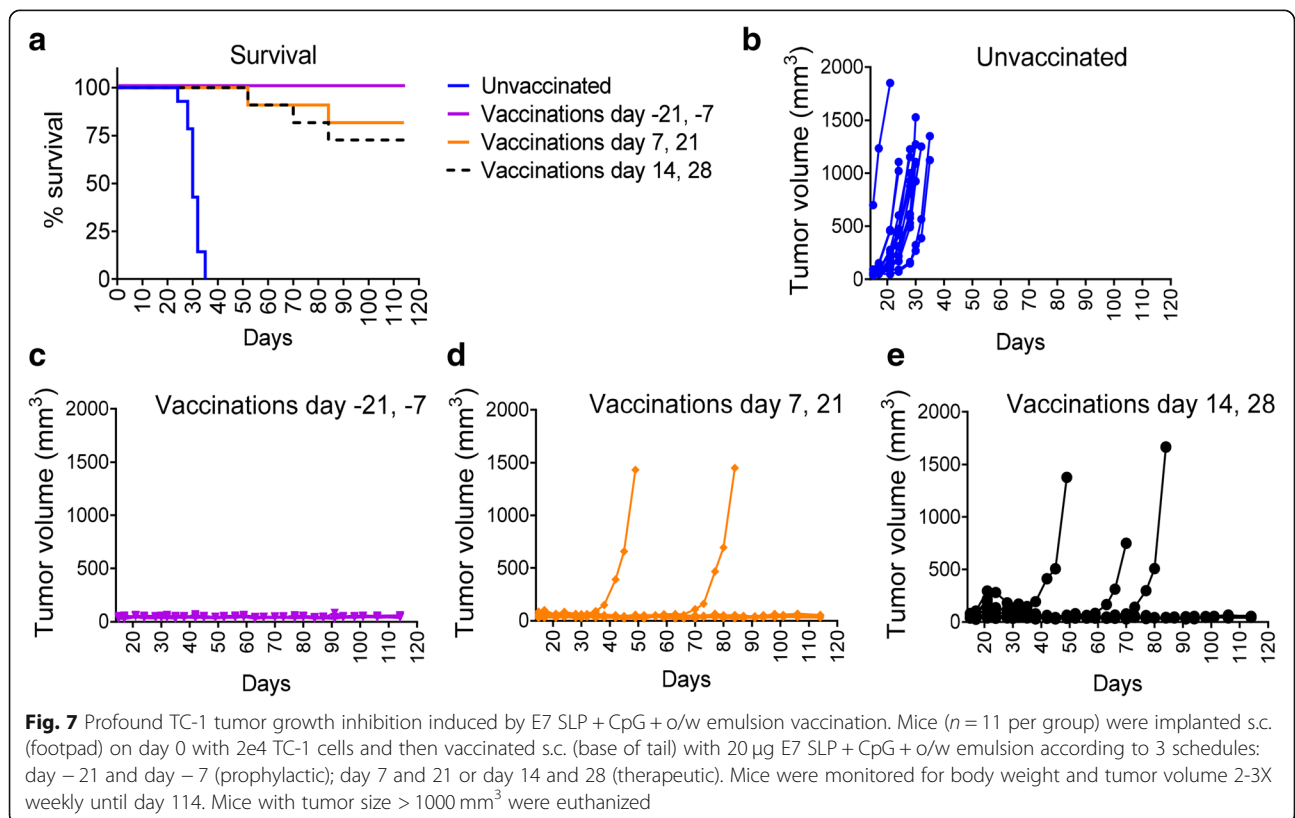 a
Survival
% survival
100
75
50
25
0
0 10 20 30 40 50 60 70 80 90 100 110 120
Days
Unvaccinated
Vaccinations day -21, -7
Vaccinations day 7, 21
Vaccinations day 14, 28
b
Unvaccinated
Tumor volume (mm³)
2000
1500
1000
500
0
20 30 40 50 60 70 80 90 100 110 120
Days
c
Vaccinations day -21, -7
Tumor volume (mm³)
2000
1500
1000
500
0
20 30 40 50 60 70 80 90 100 110 120
Days
d
Vaccinations day 7, 21
Tumor volume (mm³)
2000
1500
1000
500
0
20 30 40 50 60 70 80 90 100 110 120
Days
e
Vaccinations day 14, 28
Tumor volume (mm³)
2000
1500
1000
500
0
20 30 40 50 60 70 80 90 100 110 120
Days
Fig. 7 Profound TC-1 tumor growth inhibition induced by E7 SLP + CpG + o/w emulsion vaccination. Mice (n = 11 per group) were implanted s.c.
(footpad) on day 0 with 2e4 TC-1 cells and then vaccinated s.c. (base of tail) with 20 μg E7 SLP + CpG + o/w emulsion according to 3 schedules:
day − 21 and day − 7 (prophylactic); day 7 and 21 or day 14 and 28 (therapeutic). Mice were monitored for body weight and tumor volume 2-3X
weekly until day 114. Mice with tumor size > 1000 mm³ were euthanized